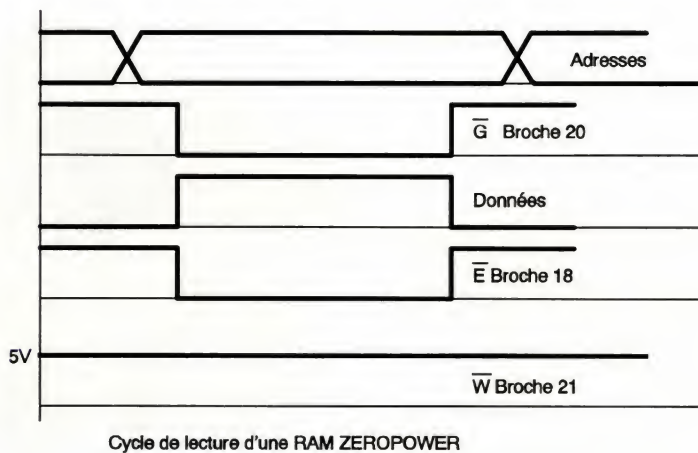 Adresses
G Broche 20
Données
E Broche 18
5V
W Broche 21
Cycle de lecture d'une RAM ZEROPOWER